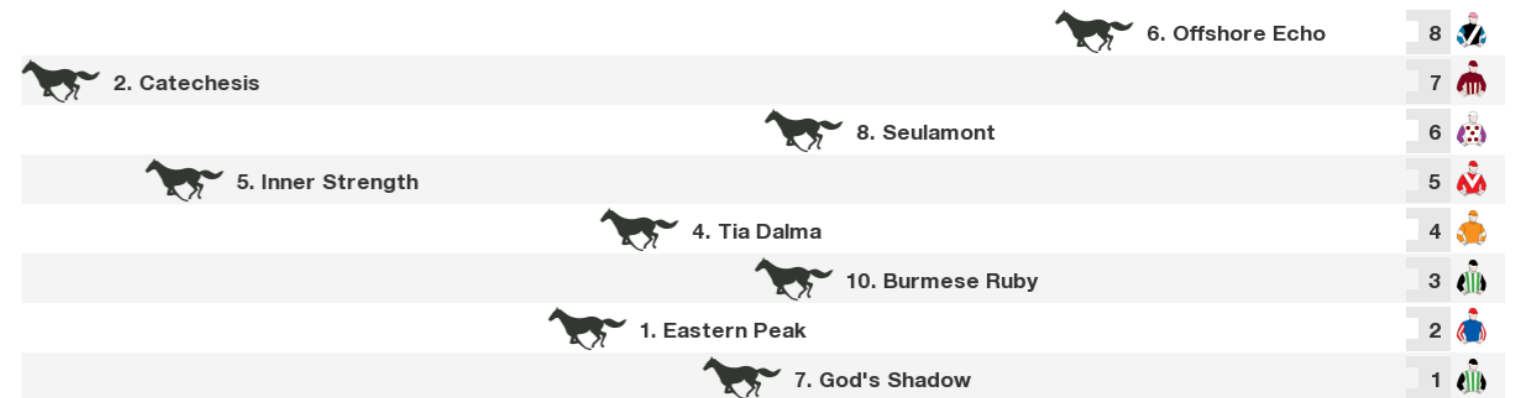 6. Offshore Echo 8
2. Catechesis 7
8. Seulamont 6
5. Inner Strength 5
4. Tia Dalma 4
10. Burmese Ruby 3
1. Eastern Peak 2
7. God's Shadow 1